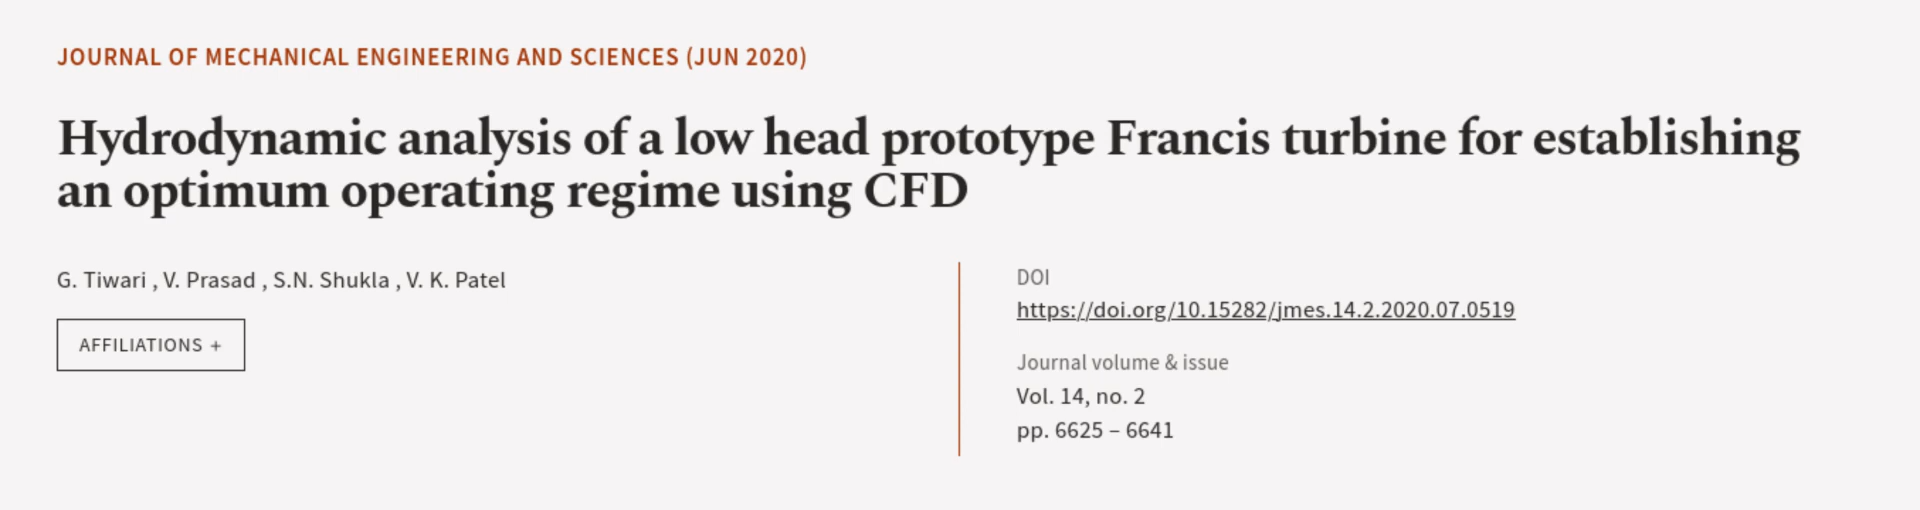 JOURNAL OF MECHANICAL ENGINEERING AND SCIENCES (JUN 2020)
Hydrodynamic analysis of a low head prototype Francis turbine for establishing
an optimum operating regime using CFD
G. Tiwari , V. Prasad , S.N. Shukla , V. K. Patel
AFFILIATIONS +
DOI
https://doi.org/10.15282/jmes.14.2.2020.07.0519
Journal volume & issue
Vol. 14, no. 2
pp. 6625 – 6641